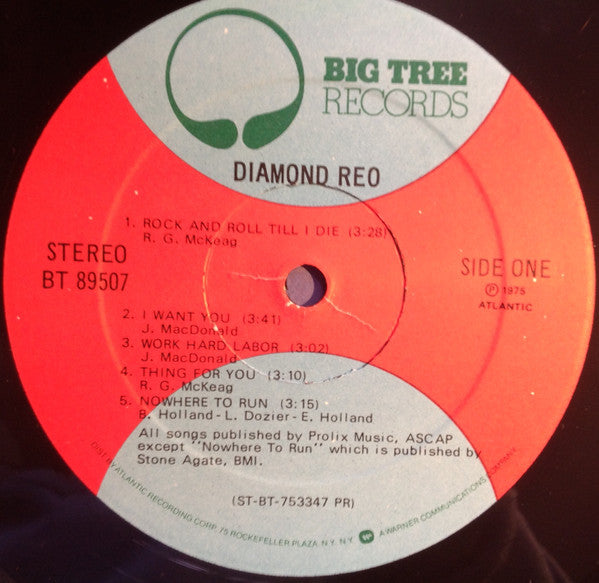 BIG TREE
RECORDS
DIAMOND REO
1. ROCK AND ROLL TILL I DIE (3:28)
R. G. McKeag
STEREO
BT 89507
SIDE ONE
℗ 1975
ATLANTIC
2. I WANT YOU (3:41)
J. MacDonald
3. WORK HARD LABOR (3:02)
J. MacDonald
4. THING FOR YOU (3:10)
R. G. McKeag
5. NOWHERE TO RUN (3:15)
B. Holland-L. Dozier-E. Holland
All songs published by Prolix Music, ASCAP
except "Nowhere To Run" which is published by
Stone Agate, BMI.
(ST-BT-753347 PR)
DIST BY ATLANTIC RECORDING CORP. 75 ROCKEFELLER PLAZA. N.Y. N.Y. A WARNER COMMUNICATIONS COMPANY